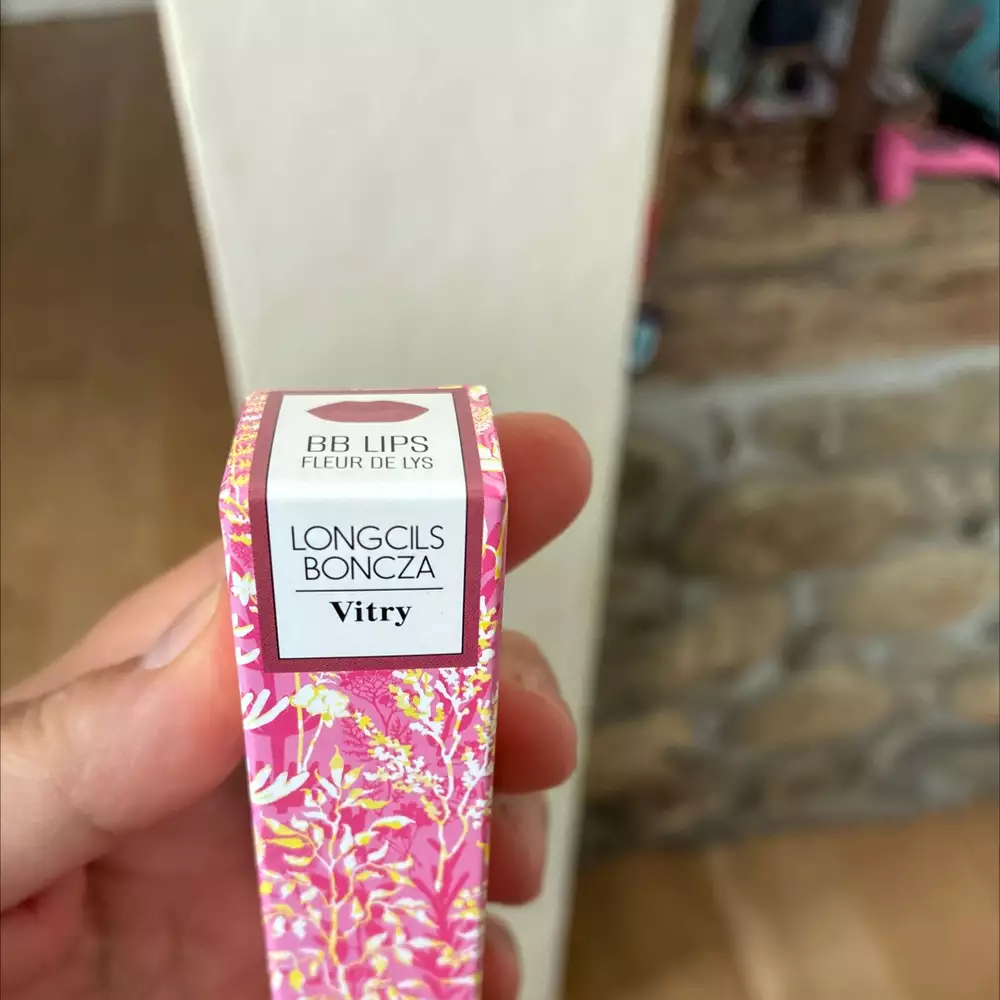 BB LIPS
FLEUR DE LYS
LONGCILS
BONCZA
Vitry